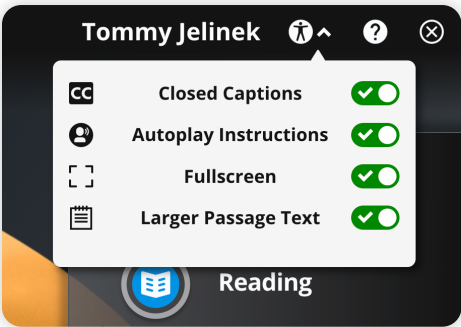 Tommy Jelinek
CC Closed Captions
Autoplay Instructions
Fullscreen
Larger Passage Text
Reading